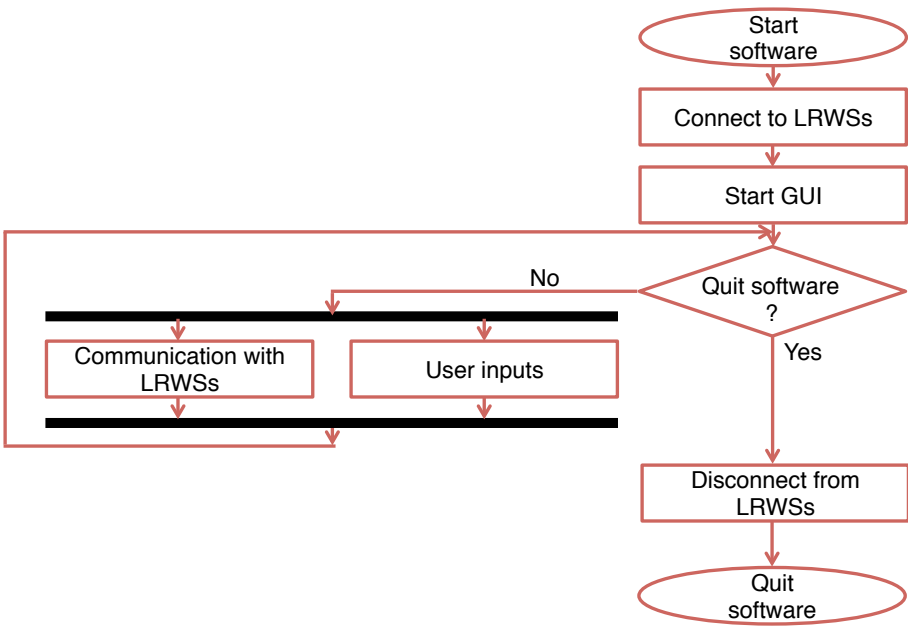 Start
software
Connect to LRWSs
Start GUI
Quit software
?
No
Yes
Communication with
LRWSs
User inputs
Disconnect from
LRWSs
Quit
software